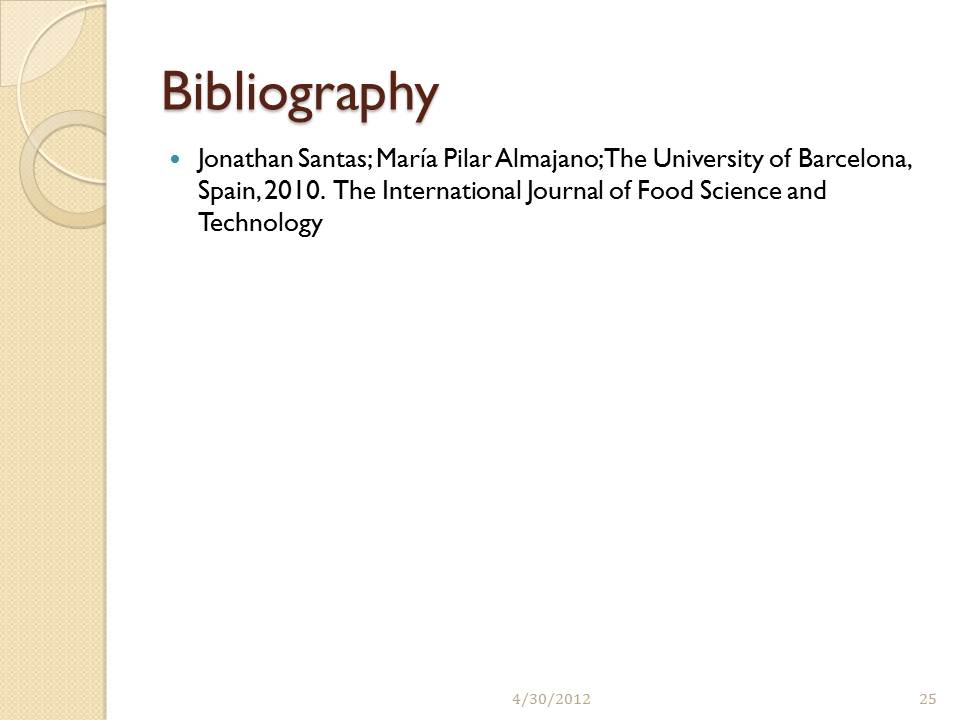 Bibliography
• Jonathan Santas; María Pilar Almajano; The University of Barcelona,
Spain, 2010.  The International Journal of Food Science and
Technology
4/30/2012 25